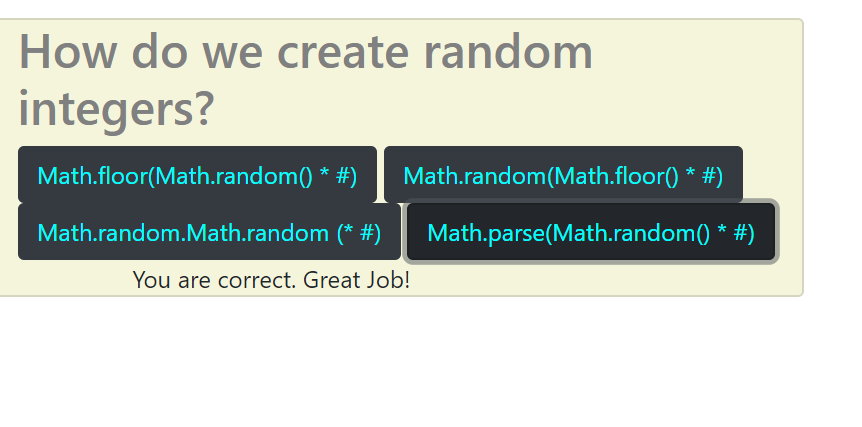 How do we create random
integers?
Math.floor(Math.random() * #)
Math.random(Math.floor() * #)
Math.random.Math.random (* #)
Math.parse(Math.random() * #)
You are correct. Great Job!